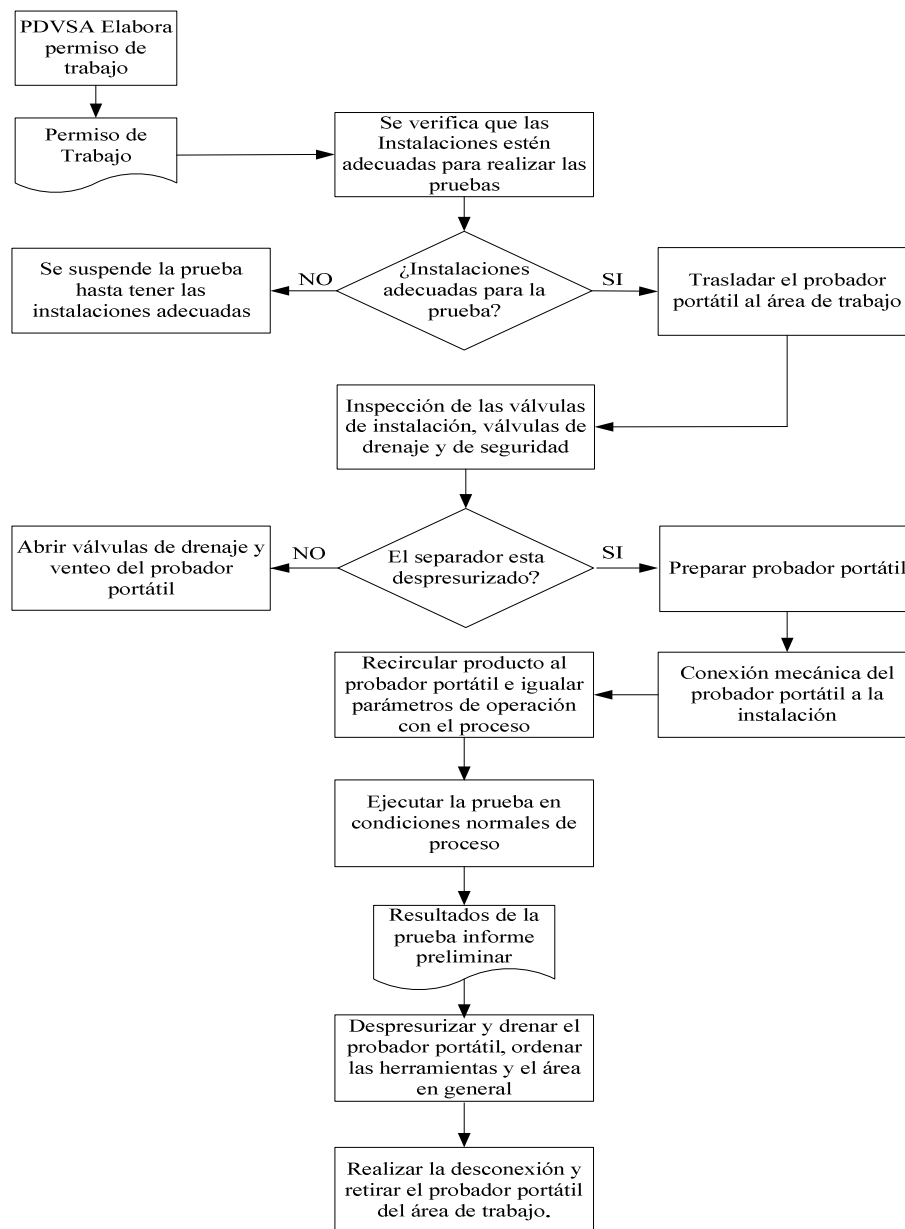 PDVSA Elabora
permiso de
trabajo
Permiso de
Trabajo
Se verifica que las
Instalaciones estén
adecuadas para realizar las
pruebas
Se suspende la prueba
hasta tener las
instalaciones adecuadas
NO
¿Instalaciones
adecuadas para la
prueba?
SI
Trasladar el probador
portátil al área de trabajo
Inspección de las válvulas
de instalación, válvulas de
drenaje y de seguridad
Abrir válvulas de drenaje y
venteo del probador
portátil
NO
El separador esta
despresurizado?
SI
Preparar probador portátil
Conexión mecánica del
probador portátil a la
instalación
Recircular producto al
probador portátil e igualar
parámetros de operación
con el proceso
Ejecutar la prueba en
condiciones normales de
proceso
Resultados de la
prueba informe
preliminar
Despresurizar y drenar el
probador portátil, ordenar
las herramientas y el área
en general
Realizar la desconexión y
retirar el probador portátil
del área de trabajo.